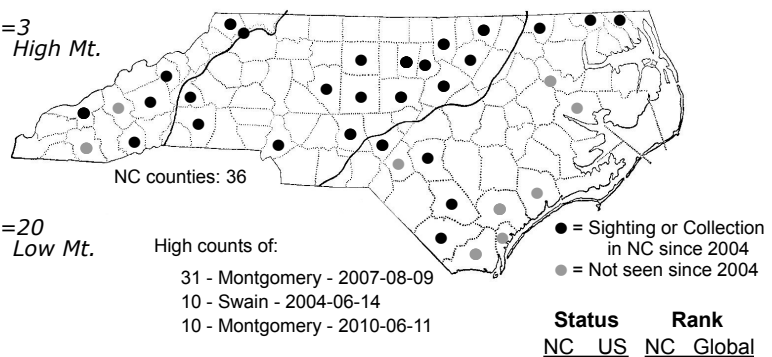 =3
High Mt.
NC counties: 36
=20
Low Mt.
High counts of:
31 - Montgomery - 2007-08-09
10 - Swain - 2004-06-14
10 - Montgomery - 2010-06-11
= Sighting or Collection
in NC since 2004
= Not seen since 2004
Status Rank
NC US NC Global